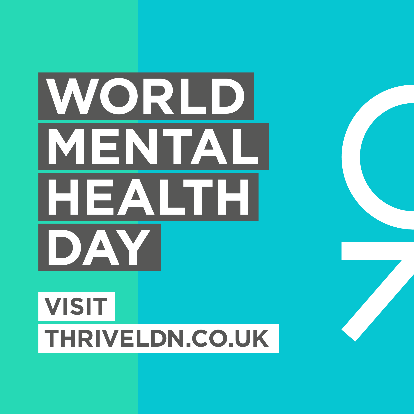 WORLD
MENTAL
HEALTH
DAY
VISIT
THRIVELDN.CO.UK